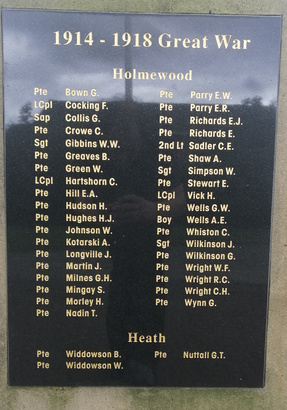 1914 - 1918 Great War
Holmewood
Pte Bown G.
LCpl Cocking F.
Sap Collis G.
Pte Crowe C.
Sgt Gibbins W.W.
Pte Greaves B.
Pte Green W.
LCpl Hartshorn C.
Pte Hill E.A.
Pte Hudson H.
Pte Hughes H.J.
Pte Johnson W.
Pte Kotarski A.
Pte Longville J.
Pte Martin J.
Pte Milnes G.H.
Pte Mingay S.
Pte Morley H.
Pte Nadin T.
Pte Parry E.W.
Pte Parry E.R.
Pte Richards E.J.
Pte Richards E.
2nd Lt Sadler C.E.
Pte Shaw A.
Sgt Simpson W.
Pte Stewart E.
LCpl Vick H.
Pte Wells G.W.
Boy Wells A.E.
Pte Whiston C.
Sgt Wilkinson J.
Pte Wilkinson G.
Pte Wright W.F.
Pte Wright R.C.
Pte Wright C.H.
Pte Wynn G.
Heath
Pte Widdowson B.
Pte Widdowson W.
Pte Nuttall G.T.